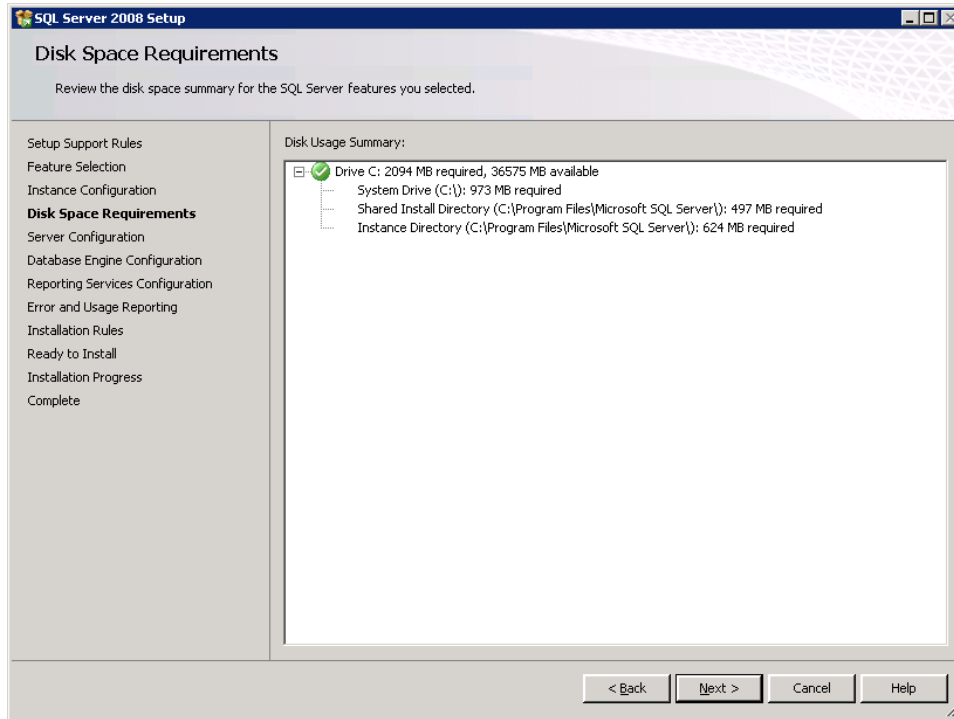 SQL Server 2008 Setup
Disk Space Requirements
Review the disk space summary for the SQL Server features you selected.
Setup Support Rules
Feature Selection
Instance Configuration
Disk Space Requirements
Server Configuration
Database Engine Configuration
Reporting Services Configuration
Error and Usage Reporting
Installation Rules
Ready to Install
Installation Progress
Complete
Disk Usage Summary:
Drive C: 2094 MB required, 36575 MB available
System Drive (C:\): 973 MB required
Shared Install Directory (C:\Program Files\Microsoft SQL Server\): 497 MB required
Instance Directory (C:\Program Files\Microsoft SQL Server\): 624 MB required
< Back
Next >
Cancel
Help